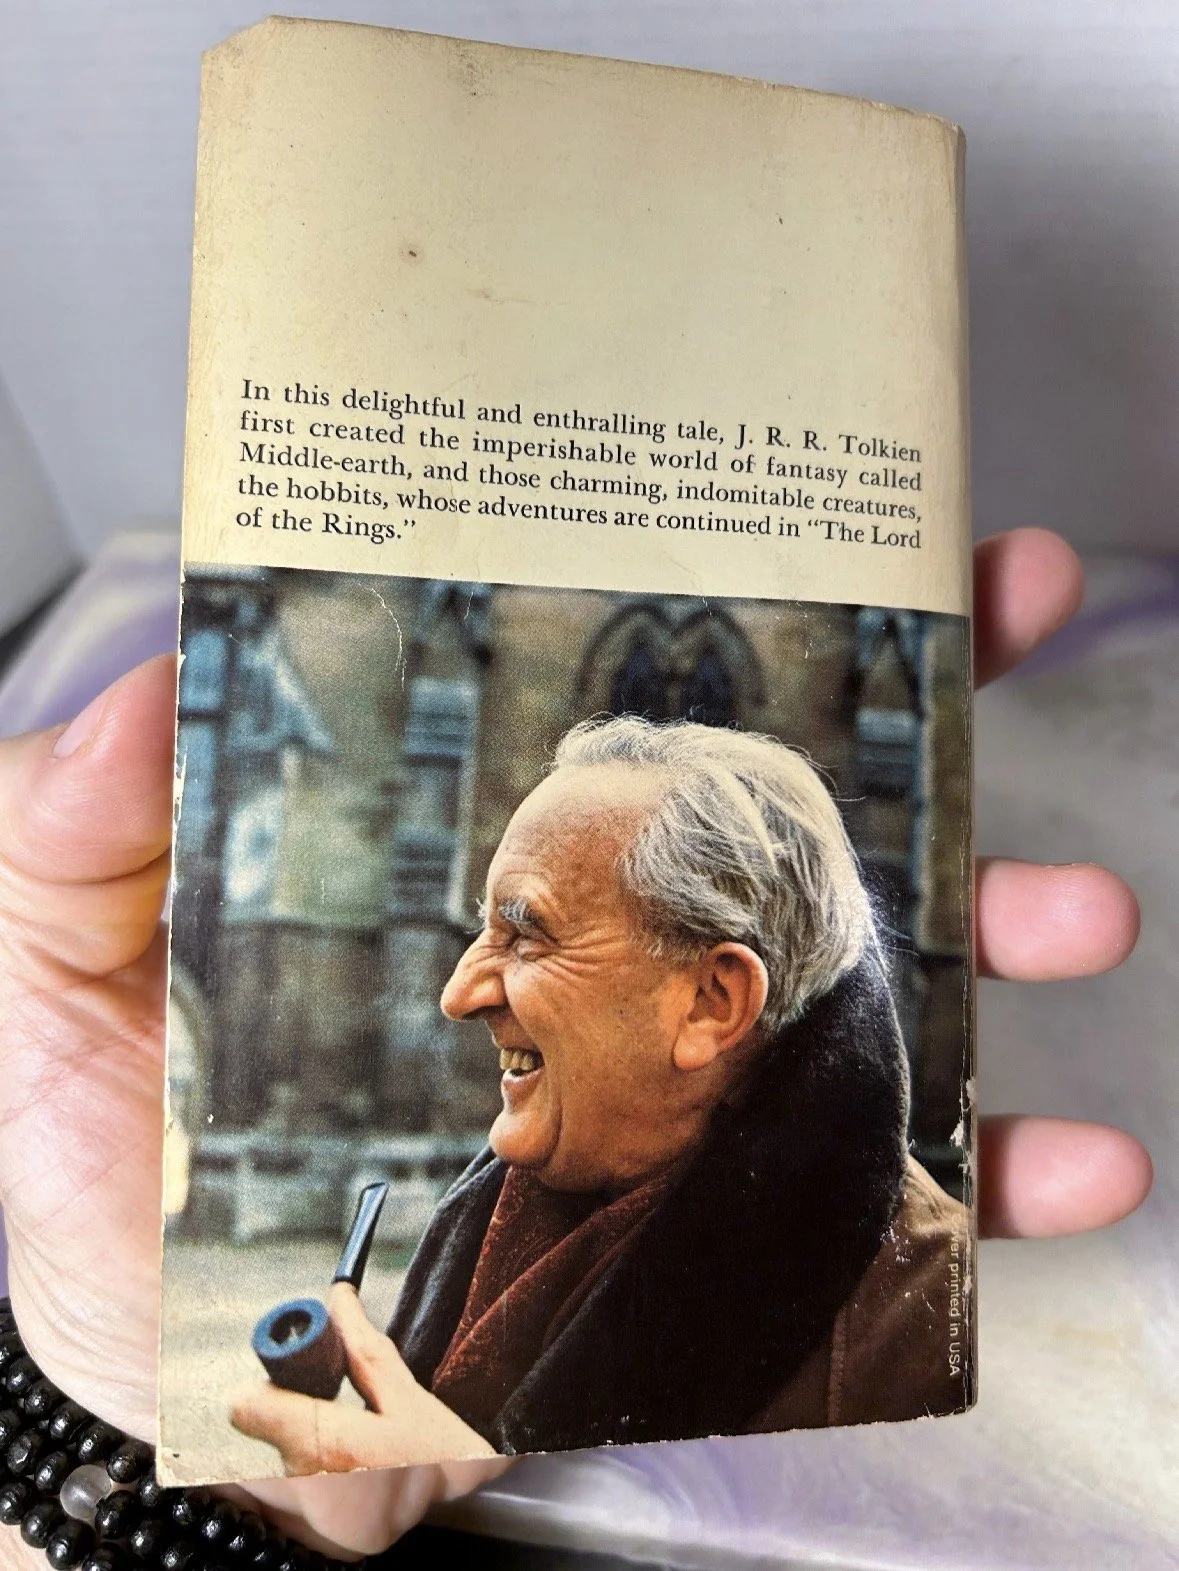 In this delightful and enthralling tale, J. R. R. Tolkien
first created the imperishable world of fantasy called
Middle-earth, and those charming, indomitable creatures,
the hobbits, whose adventures are continued in “The Lord
of the Rings.”
printed in USA